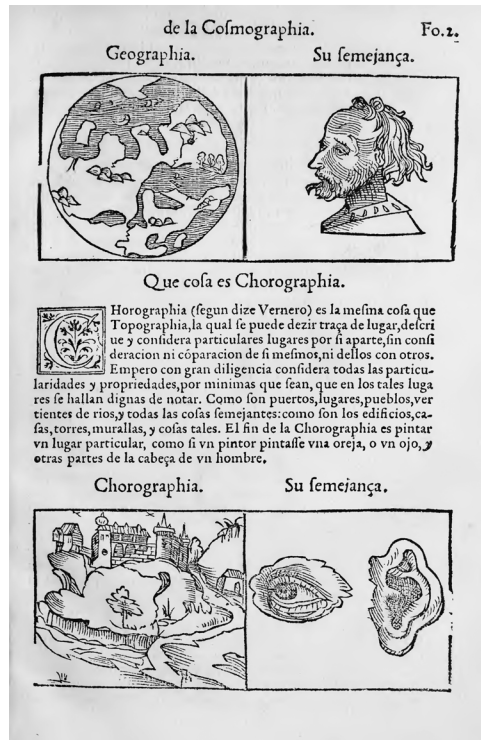 de la Coſmographia. Fo.2.
Geographia. Su ſemejança.
Que coſa es Chorographia.
CHorographia (ſegun dize Vernero) es la meſma coſa que
Topographia,la qual ſe puede dezir traça de lugar,deſcri
ue y conſidera particulares lugares por ſi aparte,ſin conſi
deracion ni cóparacion de ſi meſmos,ni dellos con otros.
Empero con gran diligencia conſidera todas las particu-
laridades y propriedades,por minimas que ſean, que en los tales luga
res ſe hallan dignas de notar. Como ſon puertos,lugares,pueblos,ver
tientes de rios,y todas las coſas ſemejantes:como ſon los edificios,ca-
ſas,torres,murallas, y coſas tales. El fin de la Chorographia es pintar
vn lugar particular, como ſi vn pintor pintaſſe vna oreja, o vn ojo, y
otras partes de la cabeça de vn hombre.
Chorographia. Su ſemejança.